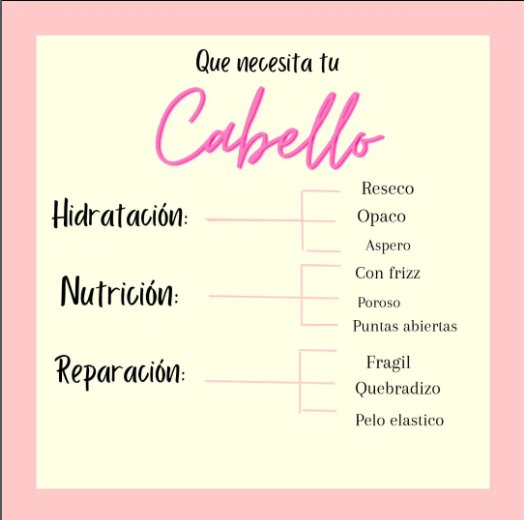 Que necesita tu
Cabello
Hidratación:
Reseco
Opaco
Aspero
Nutrición:
Con frizz
Poroso
Puntas abiertas
Reparación:
Fragil
Quebradizo
Pelo elastico